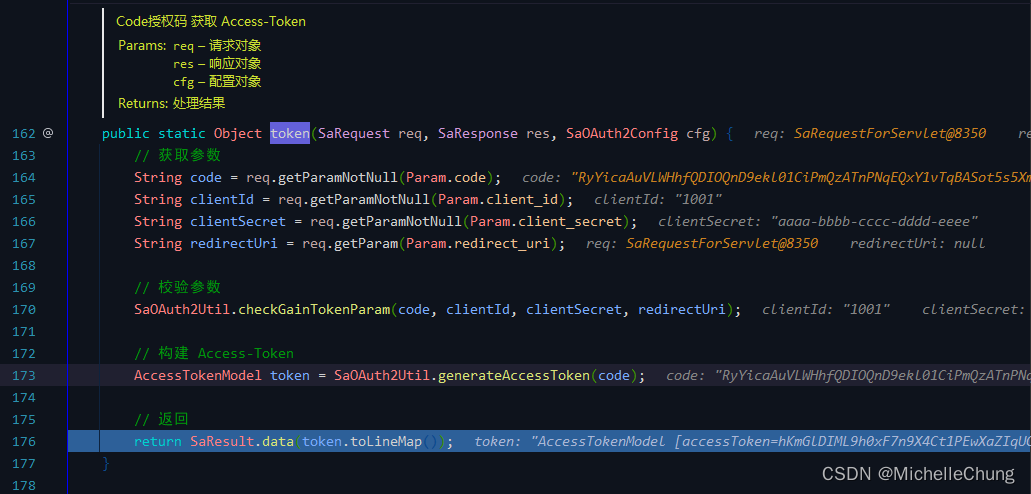 Code授权码 获取 Access-Token
Params: req – 请求对象
res – 响应对象
cfg – 配置对象
Returns: 处理结果
162 @ public static Object token(SaRequest req, SaResponse res, SaOAuth2Config cfg) { req: SaRequestForServlet@8350 re
163 // 获取参数
164 String code = req.getParamNotNull(Param.code); code: "RyYicaAuVLWHhfQDIOQnD9ekl01CiPmQzATnPNqEQxY1vTqBASot5s5Xm
165 String clientId = req.getParamNotNull(Param.client_id); clientId: "1001"
166 String clientSecret = req.getParamNotNull(Param.client_secret); clientSecret: "aaaa-bbbb-cccc-dddd-eeee"
167 String redirectUri = req.getParam(Param.redirect_uri); req: SaRequestForServlet@8350 redirectUri: null
168
169 // 校验参数
170 SaOAuth2Util.checkGainTokenParam(code, clientId, clientSecret, redirectUri); clientId: "1001" clientSecret:
171
172 // 构建 Access-Token
173 AccessTokenModel token = SaOAuth2Util.generateAccessToken(code); code: "RyYicaAuVLWHhfQDIOQnD9ekl01CiPmQzATnPNq
174
175 // 返回
176 return SaResult.data(token.toLineMap()); token: "AccessTokenModel [accessToken=hKmGlDIML9h0xF7n9X4Ct1PEwXaZIqUO
177 }
178
CSDN @MichelleChung